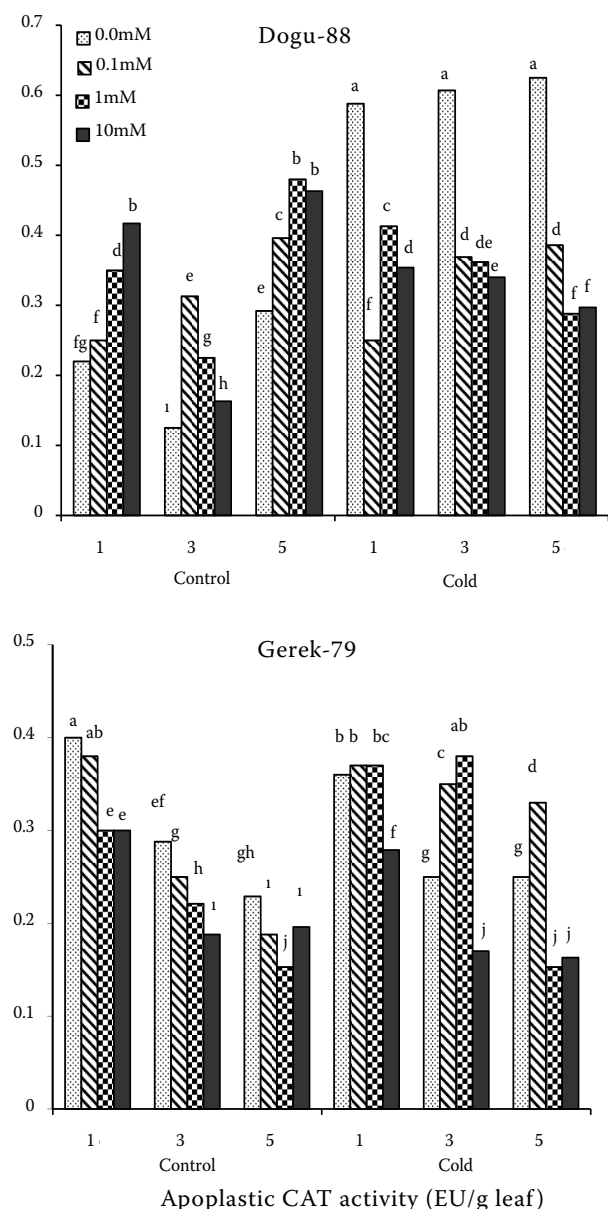 Dogu-88
0.7
0.6
0.5
0.4
0.3
0.2
0.1
0
0.0mM
0.1mM
1mM
10mM
fg f d b
ı e g h
e c b b
a f c d
a d de e
a d f f
1 3 5 1 3 5
Control Cold
Gerek-79
0.5
0.4
0.3
0.2
0.1
0
a ab e e
ef g h ı
gh ı j ı
b b bc f
g c ab j
g d j j
1 3 5 1 3 5
Control Cold
Apoplastic CAT activity (EU/g leaf)